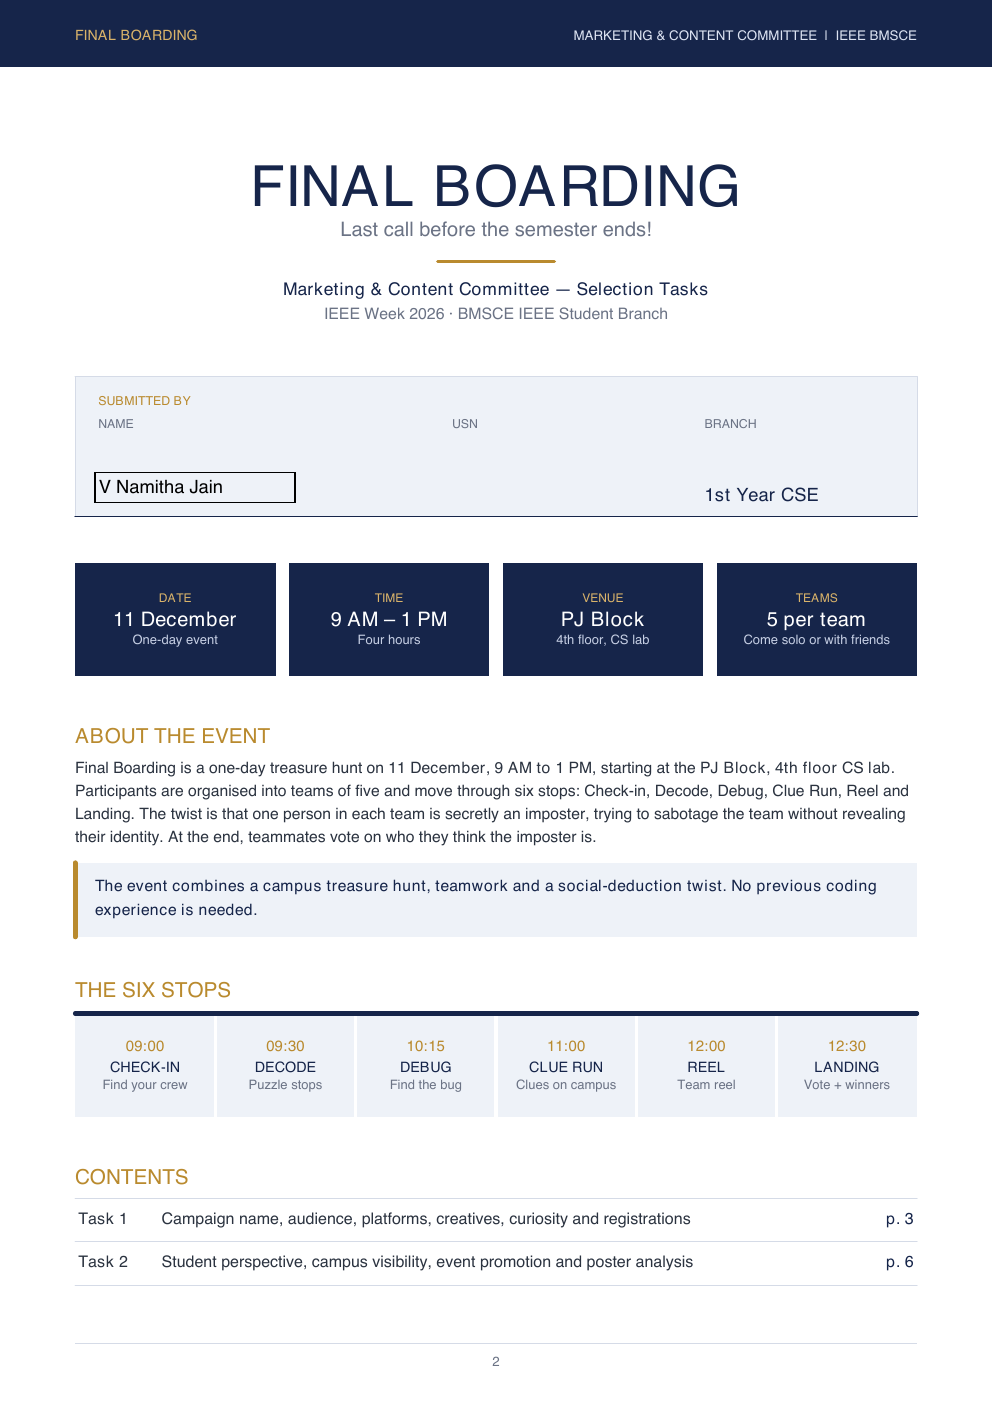 FINAL BOARDING
MARKETING & CONTENT COMMITTEE | IEEE BMSCE
FINAL BOARDING
Last call before the semester ends!
Marketing & Content Committee — Selection Tasks
IEEE Week 2026 · BMSCE IEEE Student Branch
SUBMITTED BY
NAME USN BRANCH
V Namitha Jain 1st Year CSE
DATE
11 December
One-day event
TIME
9 AM – 1 PM
Four hours
VENUE
PJ Block
4th floor, CS lab
TEAMS
5 per team
Come solo or with friends
ABOUT THE EVENT
Final Boarding is a one-day treasure hunt on 11 December, 9 AM to 1 PM, starting at the PJ Block, 4th floor CS lab.
Participants are organised into teams of five and move through six stops: Check-in, Decode, Debug, Clue Run, Reel and
Landing. The twist is that one person in each team is secretly an imposter, trying to sabotage the team without revealing
their identity. At the end, teammates vote on who they think the imposter is.
The event combines a campus treasure hunt, teamwork and a social-deduction twist. No previous coding
experience is needed.
THE SIX STOPS
09:00
CHECK-IN
Find your crew
09:30
DECODE
Puzzle stops
10:15
DEBUG
Find the bug
11:00
CLUE RUN
Clues on campus
12:00
REEL
Team reel
12:30
LANDING
Vote + winners
CONTENTS
Task 1 Campaign name, audience, platforms, creatives, curiosity and registrations p. 3
Task 2 Student perspective, campus visibility, event promotion and poster analysis p. 6
2